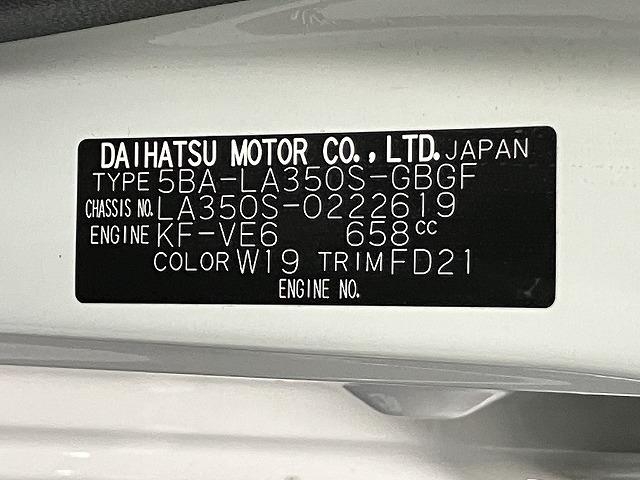 DAIHATSU MOTOR CO., LTD. JAPAN
TYPE 5BA-LA350S-GBGF
CHASSIS NO. LA350S-0222619
ENGINE KF-VE6 658cc
COLOR W19 TRIM FD21
ENGINE NO.